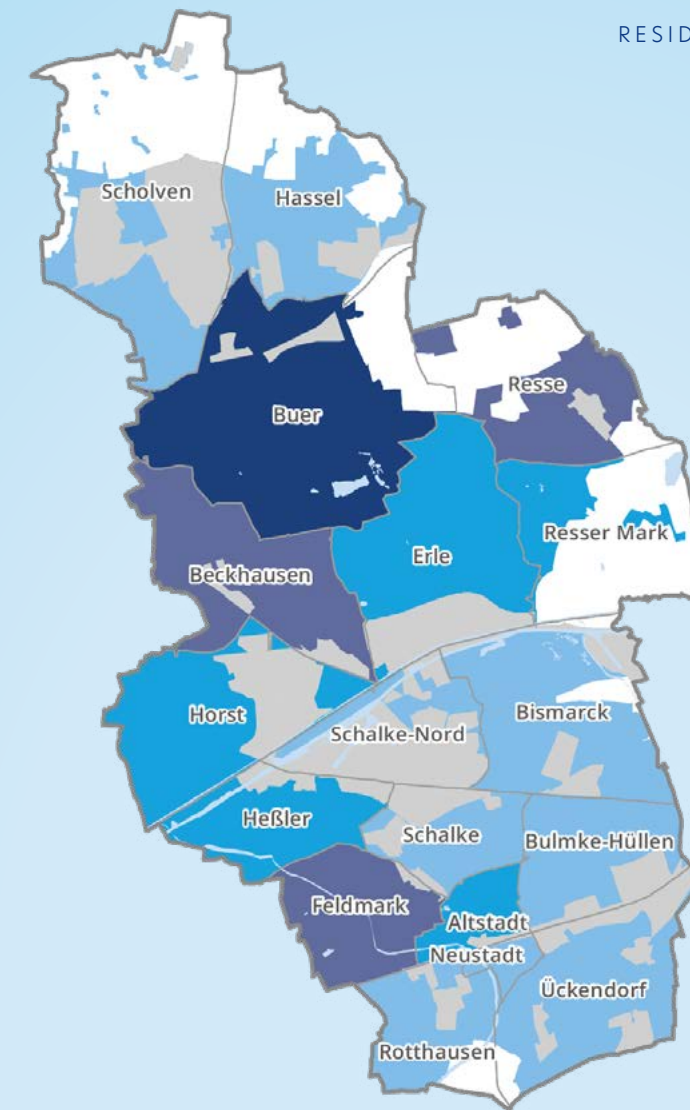 RESID
Scholven
Hassel
Buer
Resse
Resser Mark
Erle
Beckhausen
Horst
Bismarck
Schalke-Nord
Heßler
Schalke
Bulmke-Hüllen
Feldmark
Altstadt
Neustadt
Ückendorf
Rotthausen